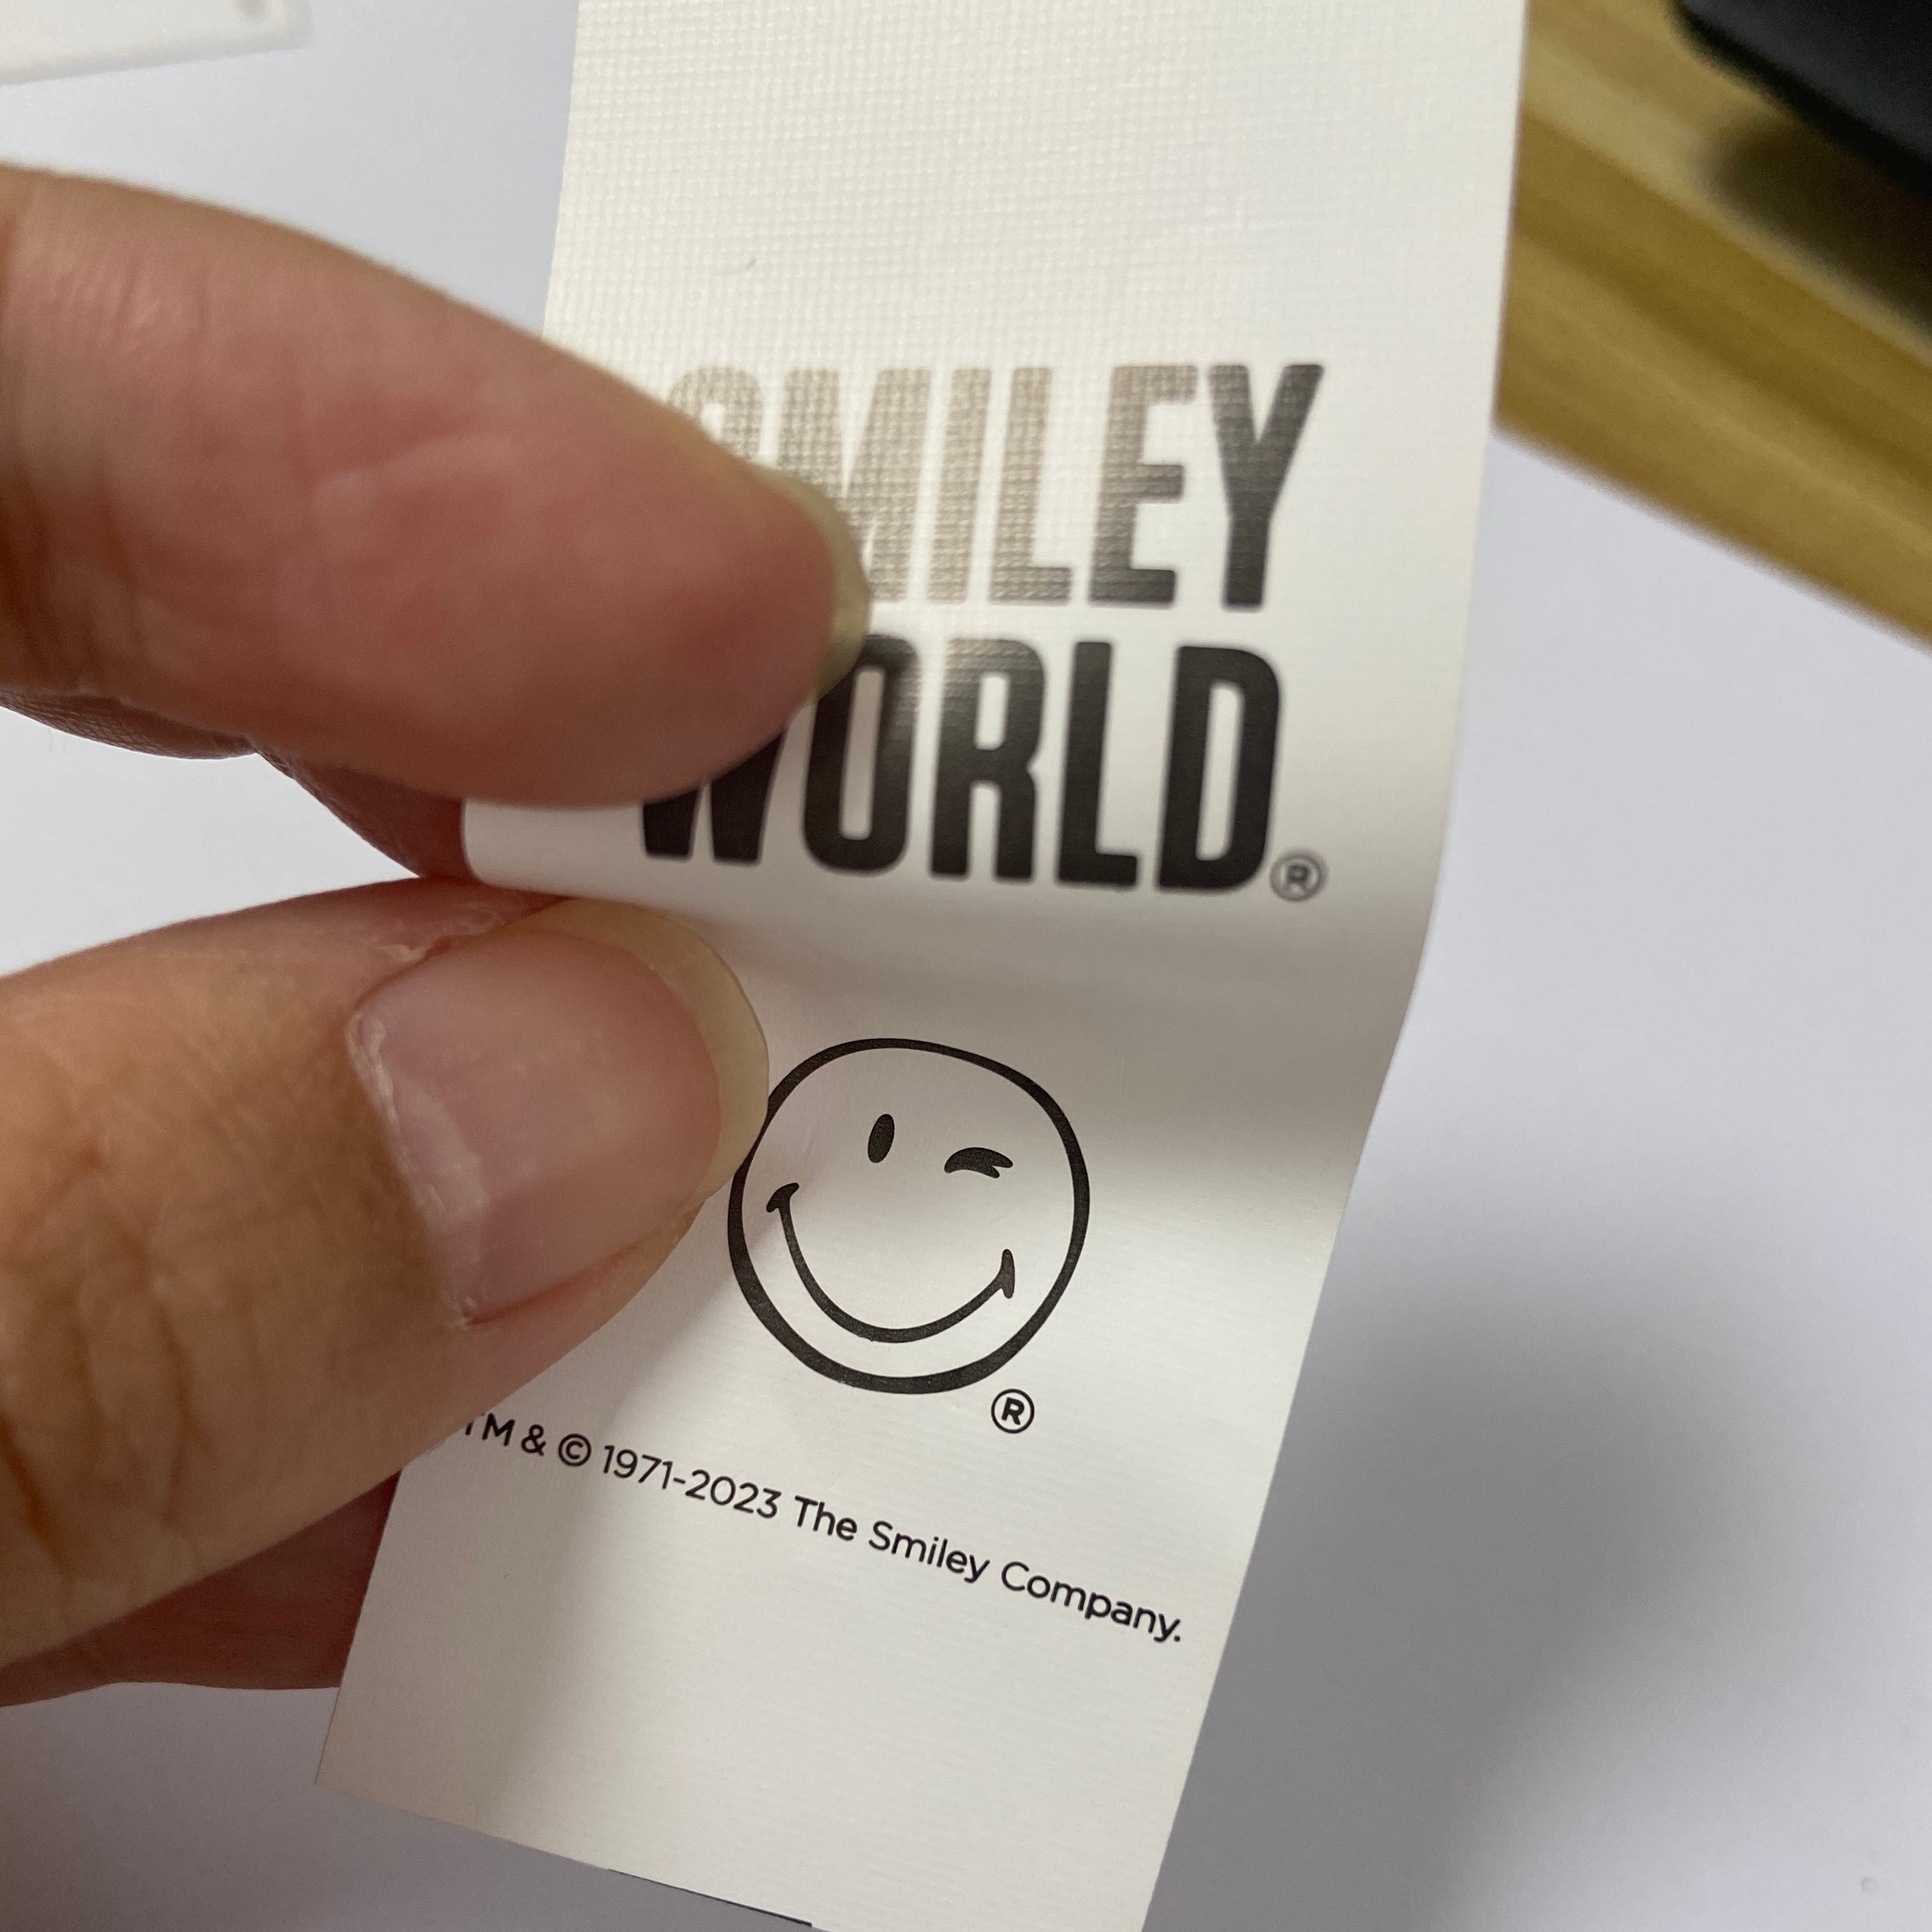 SMILEY
WORLD®
®
TM & © 1971-2023 The Smiley Company.